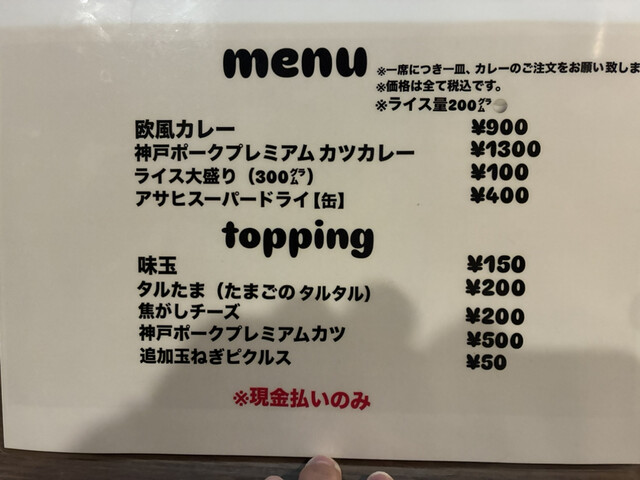 menu
※一席につき一皿、カレーのご注文をお願い致しま
※価格は全て税込です。
※ライス量200㌘
欧風カレー ¥900
神戸ポークプレミアム カツカレー ¥1300
ライス大盛り（300㌘） ¥100
アサヒスーパードライ【缶】 ¥400
topping
味玉 ¥150
タルたま（たまごの タルタル） ¥200
焦がしチーズ ¥200
神戸ポークプレミアムカツ ¥500
追加玉ねぎピクルス ¥50
※現金払いのみ